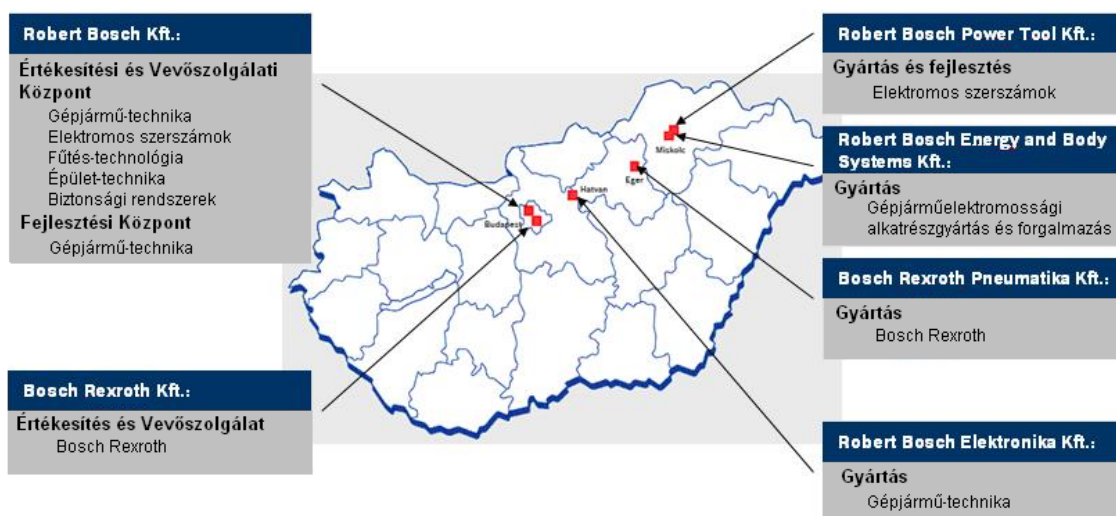 Robert Bosch Kft.:
Értékesítési és Vevőszolgálati
Központ
Gépjármű-technika
Elektromos szerszámok
Fűtés-technológia
Épület-technika
Biztonsági rendszerek
Fejlesztési Központ
Gépjármű-technika
Bosch Rexroth Kft.:
Értékesítés és Vevőszolgálat
Bosch Rexroth
Miskolc
Eger
Hatvan
Budapest
Robert Bosch Power Tool Kft.:
Gyártás és fejlesztés
Elektromos szerszámok
Robert Bosch Energy and Body
Systems Kft.:
Gyártás
Gépjárműelektromossági
alkatrészgyártás és forgalmazás
Bosch Rexroth Pneumatika Kft.:
Gyártás
Bosch Rexroth
Robert Bosch Elektronika Kft.:
Gyártás
Gépjármű-technika